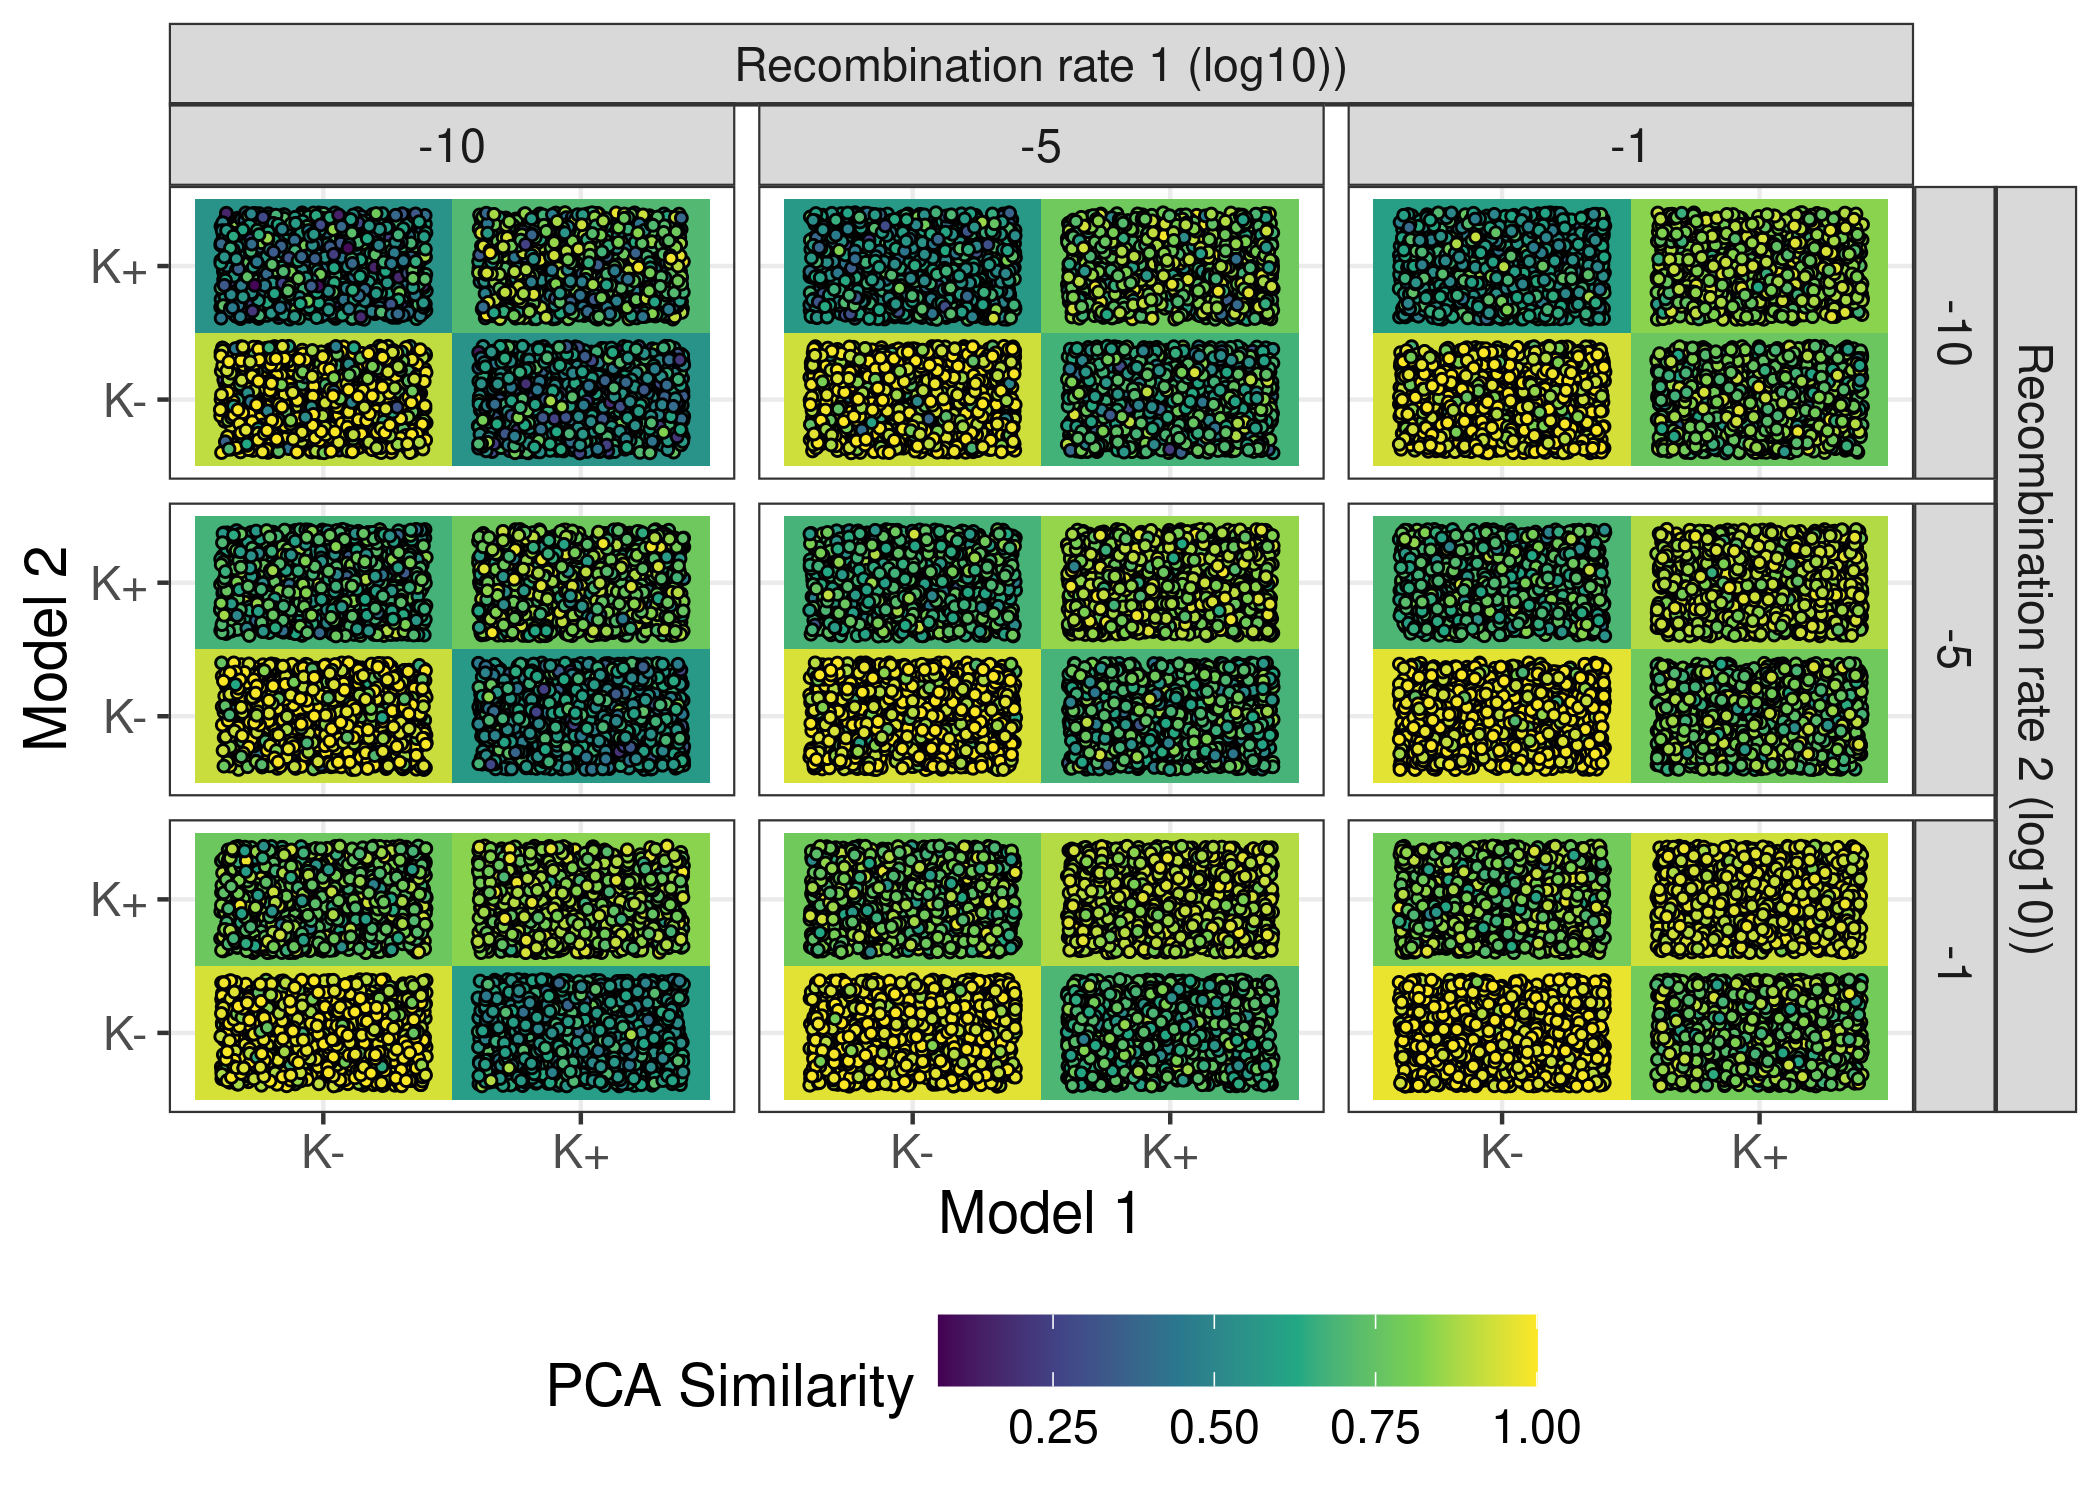 Recombination rate 1 (log10))
-10 -5 -1
K+
K-
-10
K+
K-
-5
K+
K-
-1
Recombination rate 2 (log10))
Model 2
K- K+ K- K+ K- K+
Model 1
PCA Similarity
0.25 0.50 0.75 1.00